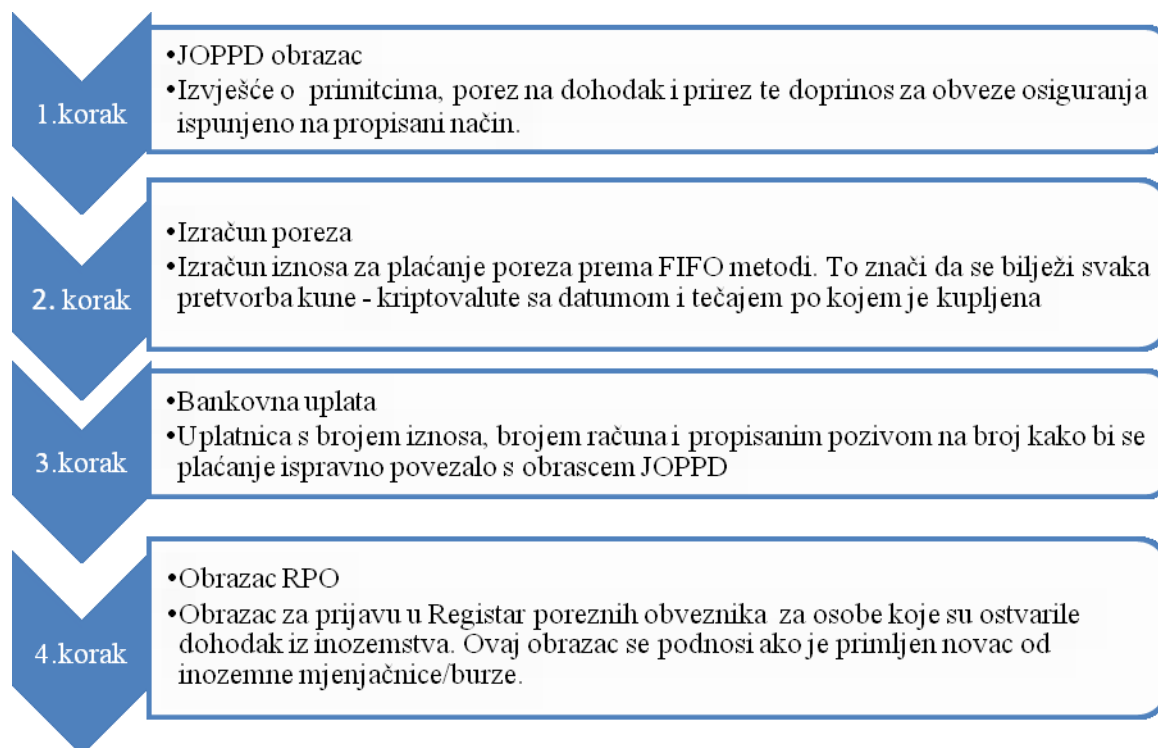 1.korak
•JOPPD obrazac
•Izvješće o  primitcima, porez na dohodak i prirez te doprinos za obveze osiguranja
ispunjeno na propisani način.
2. korak
•Izračun poreza
•Izračun iznosa za plaćanje poreza prema FIFO metodi. To znači da se bilježi svaka
pretvorba kune - kriptovalute sa datumom i tečajem po kojem je kupljena
3.korak
•Bankovna uplata
•Uplatnica s brojem iznosa, brojem računa i propisanim pozivom na broj kako bi se
plaćanje ispravno povezalo s obrascem JOPPD
4.korak
•Obrazac RPO
•Obrazac za prijavu u Registar poreznih obveznika  za osobe koje su ostvarile
dohodak iz inozemstva. Ovaj obrazac se podnosi ako je primljen novac od
inozemne mjenjačnice/burze.